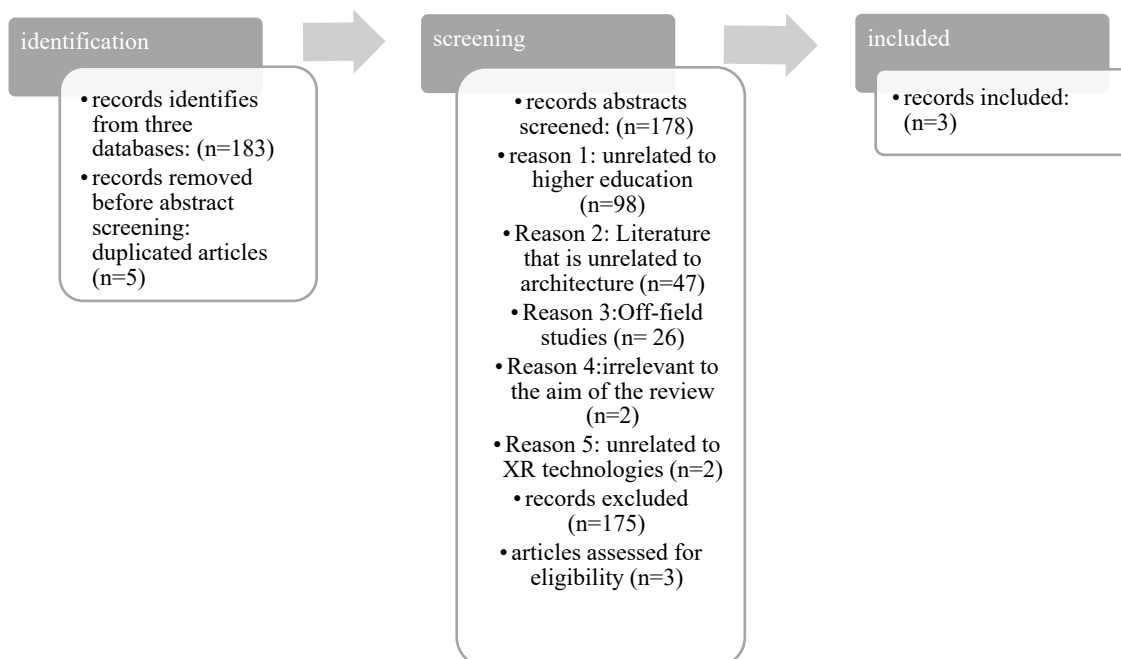 identification
• records identifies
from three
databases: (n=183)
• records removed
before abstract
screening:
duplicated articles
(n=5)
screening
• records abstracts
screened: (n=178)
• reason 1: unrelated to
higher education
(n=98)
• Reason 2: Literature
that is unrelated to
architecture (n=47)
• Reason 3:Off-field
studies (n= 26)
• Reason 4:irrelevant to
the aim of the review
(n=2)
• Reason 5: unrelated to
XR technologies (n=2)
• records excluded
(n=175)
• articles assessed for
eligibility (n=3)
included
• records included:
(n=3)